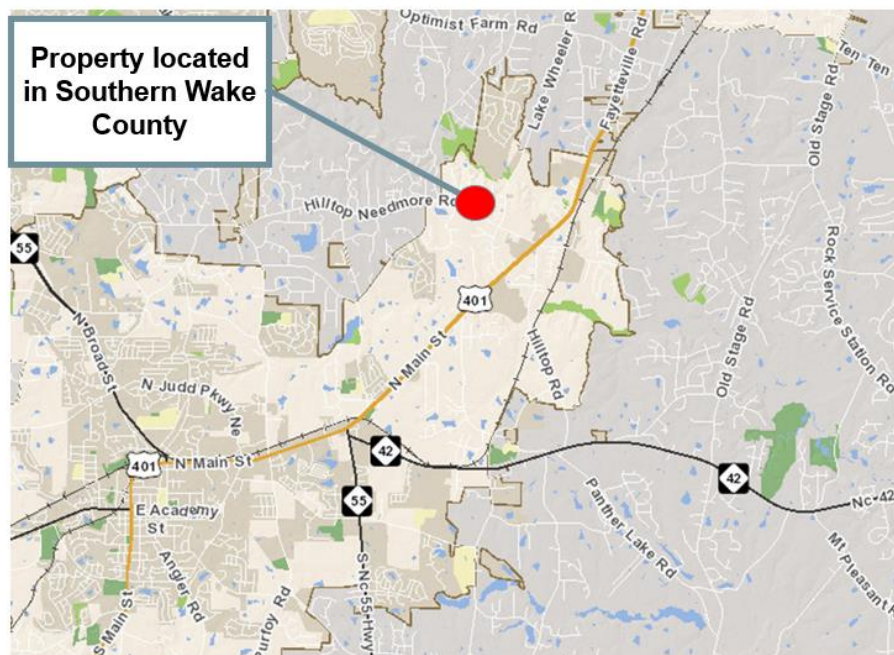 Property located
in Southern Wake
County
Optimist Farm Rd
Lake Wheeler R
Fayetteville Rd
Ten Ten
Old Stage Rd
Hilltop Needmore Rd
55
401
Rock Service Station Ro
N Broad St
N Main St
Hilltop Rd
Old Stage Rd
N Judd Pkwy Ne
401
N Main St
42
42
55
Nc-42
E Academy
St
Panther Lake Rd
Angier Rd
S Nc 55 Hwy
Mt Pleasant R
S Main St
urfoy Rd